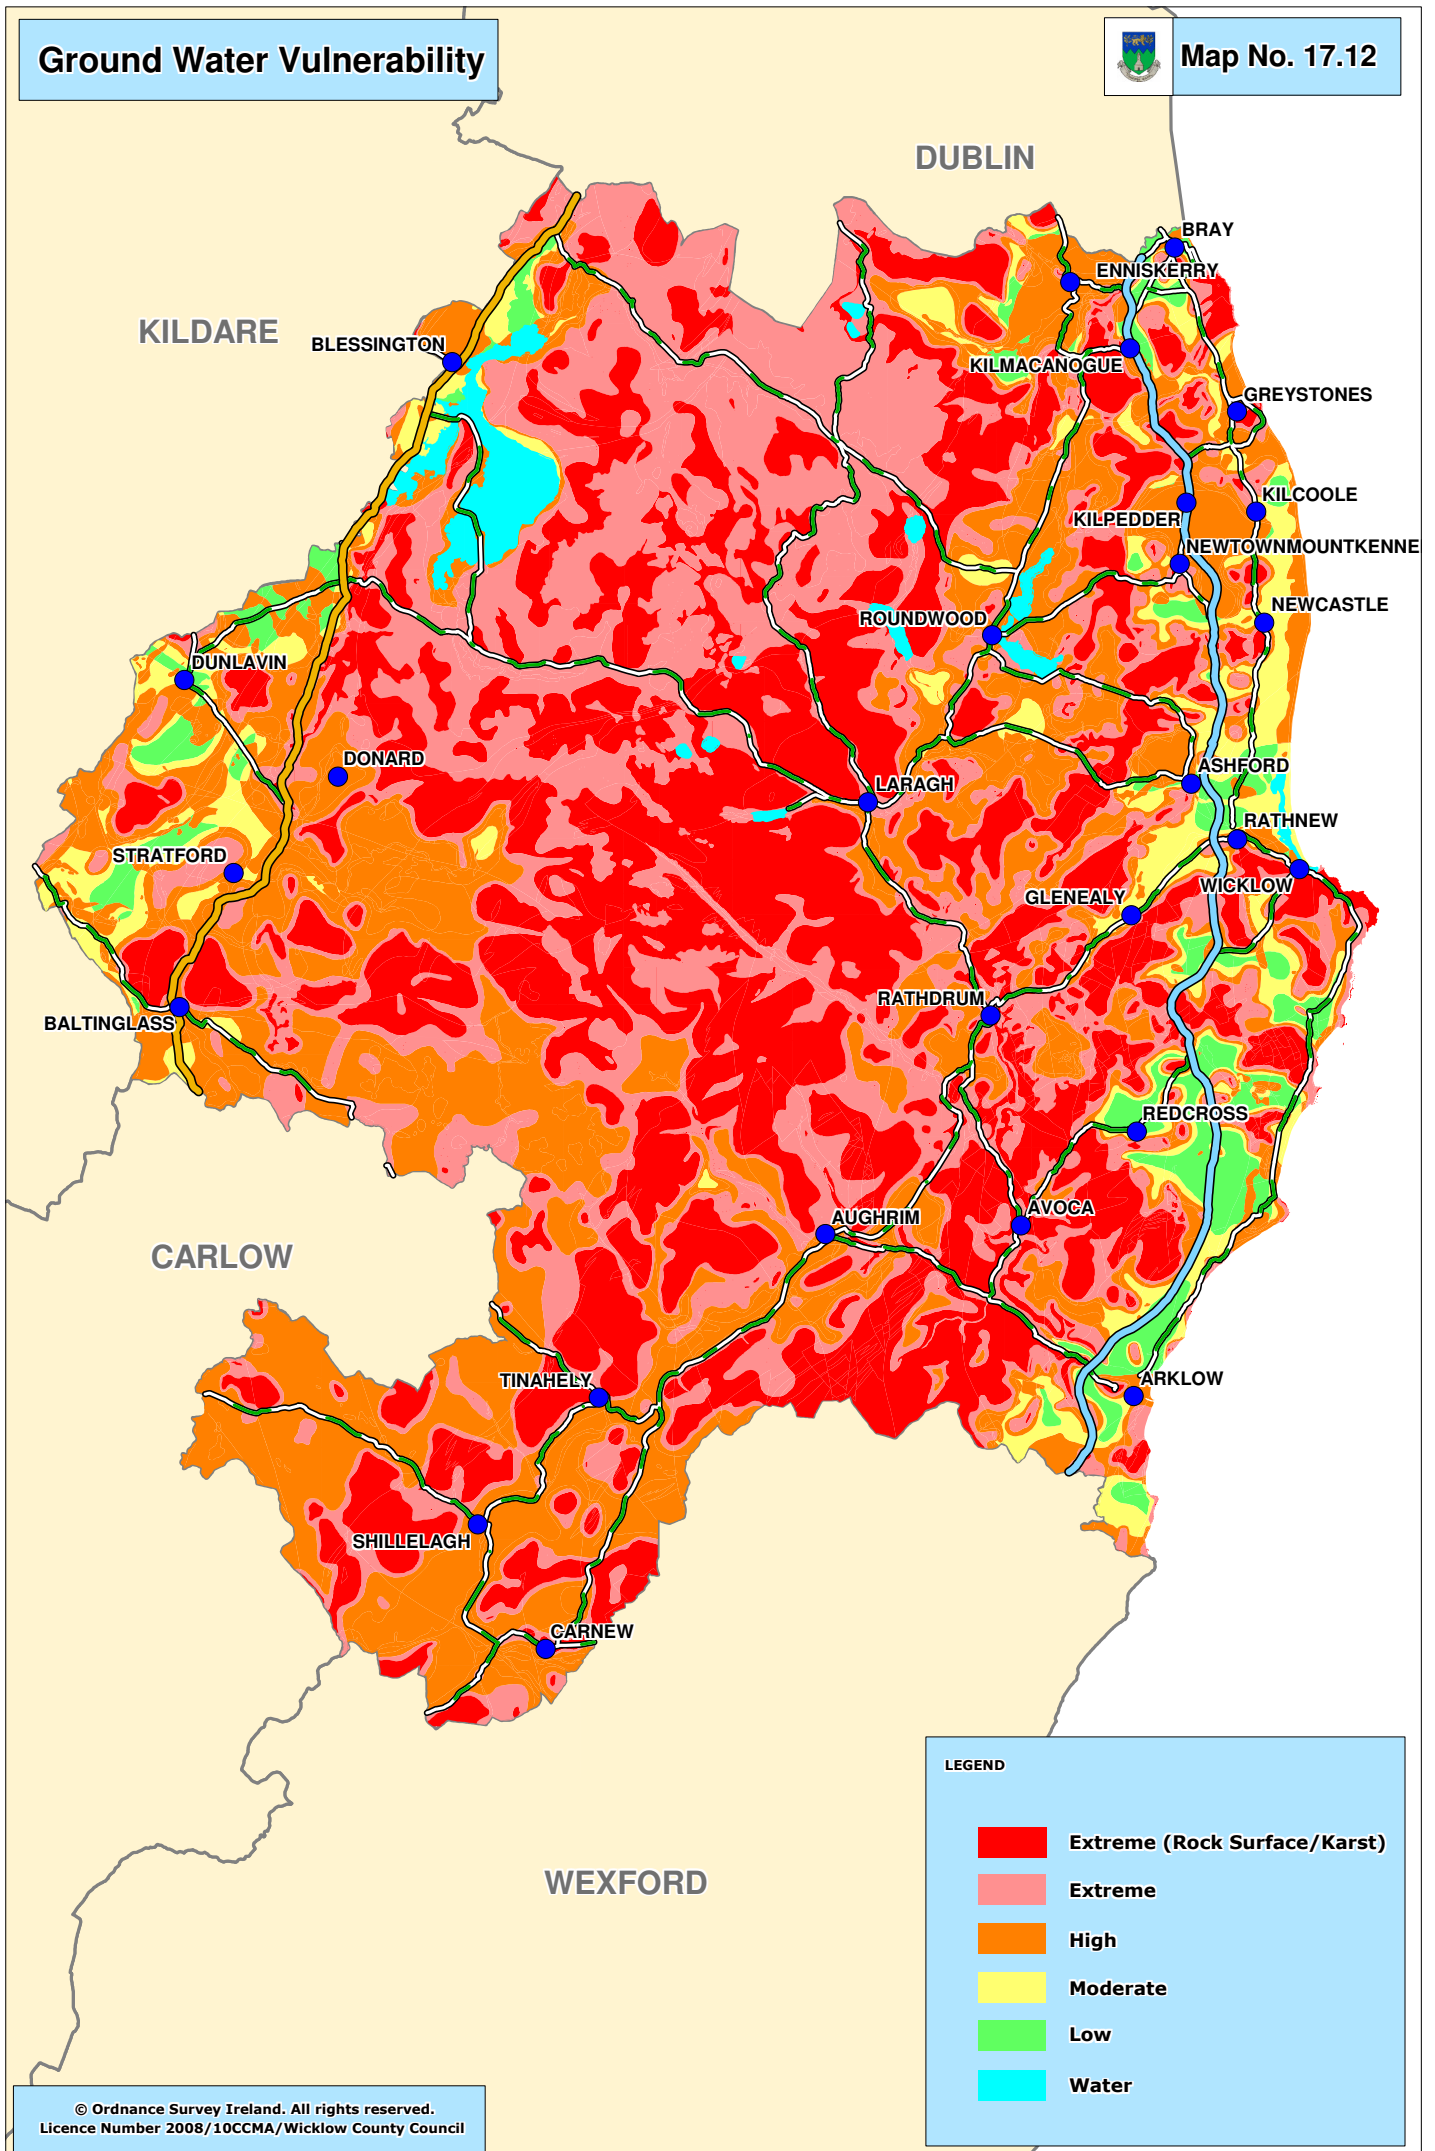 Ground Water Vulnerability
Map No. 17.12
DUBLIN
BRAY
ENNISKERRY
KILDARE
BLESSINGTON
KILMACANOGUE
GREYSTONES
KILCOOLE
KILPEDDER
NEWTOWNMOUNTKENNE
NEWCASTLE
ROUNDWOOD
DUNLAVIN
DONARD
ASHFORD
LARAGH
RATHNEW
STRATFORD
WICKLOW
GLENEALY
RATHDRUM
BALTINGLASS
REDCROSS
AVOCA
AUGHRIM
CARLOW
TINAHELY
ARKLOW
SHILLELAGH
CARNEW
WEXFORD
LEGEND
Extreme (Rock Surface/Karst)
Extreme
High
Moderate
Low
Water
© Ordnance Survey Ireland. All rights reserved.
Licence Number 2008/10CCMA/Wicklow County Council